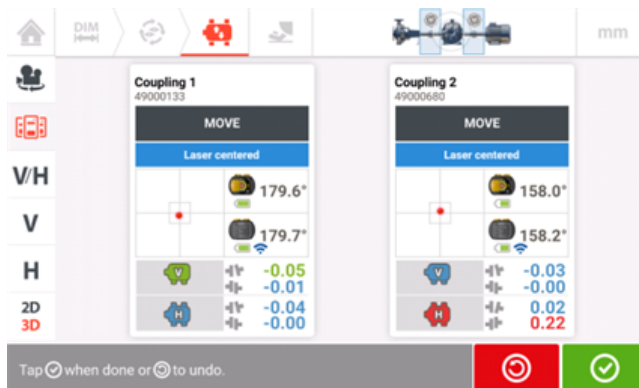 DIM
mm
Coupling 1
49000133
MOVE
Laser centered
179.6°
179.7°
V
-0.05
-0.01
H
-0.04
-0.00
Coupling 2
49000680
MOVE
Laser centered
158.0°
158.2°
V
-0.03
-0.00
H
0.02
0.22
V/H
V
H
2D
3D
Tap when done or to undo.